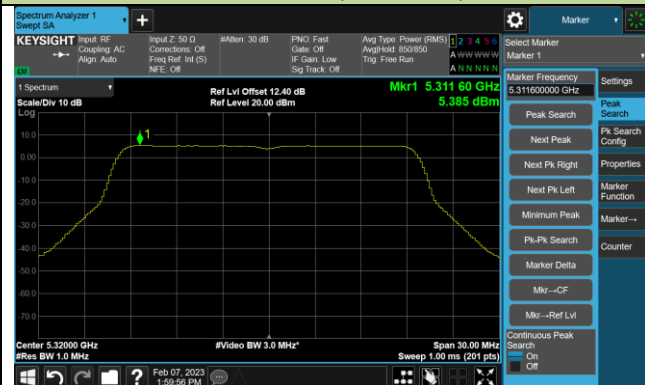 Spectrum Analyzer 1
Swept SA
Marker
KEYSIGHT
Input: RF
Coupling: AC
Align: Auto
Input Z: 50 Ω
Corrections: Off
Freq Ref: Int (S)
NFE: Off
#Atten: 30 dB
PNO: Fast
Gate: Off
IF Gain: Low
Sig Track: Off
Avg Type: Power (RMS)
Avg|Hold: 850/850
Trig: Free Run
1 2 3 4 5 6
A W W W W W
A N N N N N
LXI
Select Marker
Marker 1
1 Spectrum
Scale/Div 10 dB
Log
Ref Lvl Offset 12.40 dB
Ref Level 20.00 dBm
Mkr1 5.311 60 GHz
5.385 dBm
10.0
0.00
-10.0
-20.0
-30.0
-40.0
-50.0
-60.0
-70.0
1
Center 5.32000 GHz
#Res BW 1.0 MHz
#Video BW 3.0 MHz*
Span 30.00 MHz
Sweep 1.00 ms (201 pts)
Marker Frequency
5.311600000 GHz
Peak Search
Next Peak
Next Pk Right
Next Pk Left
Minimum Peak
Pk-Pk Search
Marker Delta
Mkr→CF
Mkr→Ref Lvl
Continuous Peak
Search
On
Off
Settings
Peak
Search
Pk Search
Config
Properties
Marker
Function
Marker→
Counter
Feb 07, 2023
1:59:56 PM